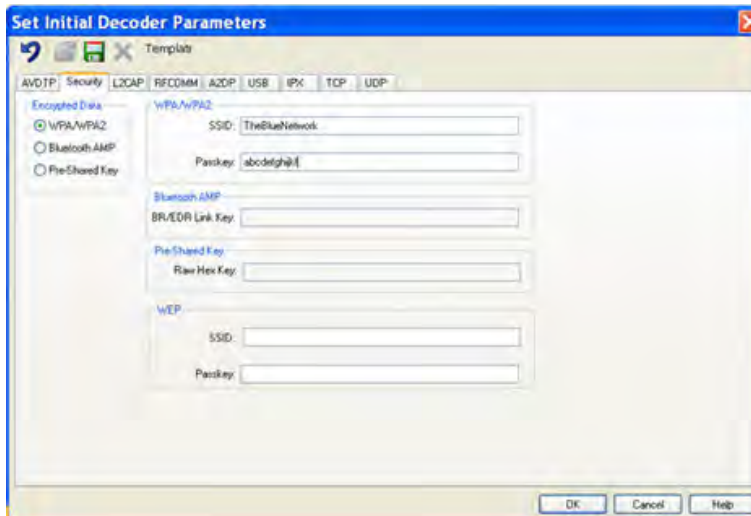 Set Initial Decoder Parameters
Template
AVDTP Security L2CAP RFCOMM A2DP USB IPX TCP UDP
Encrypted Data
WPA/WPA2
Bluetooth AMP
Pre-Shared Key
WPA/WPA2
SSID: TheBlueNetwork
Passkey:
Bluetooth AMP
BR/EDR Link Key:
Pre-Shared Key
Raw Hex Key:
WEP
SSID:
Passkey:
OK Cancel Help